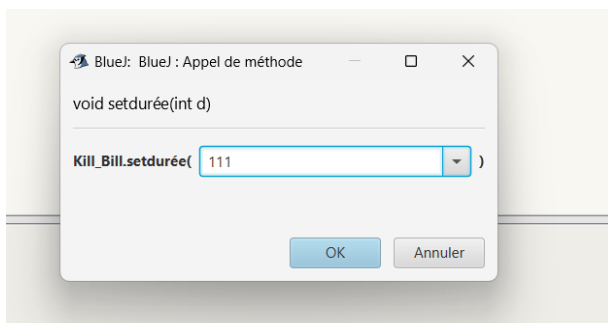 BlueJ: BlueJ : Appel de méthode
void setdurée(int d)
Kill_Bill.setdurée( 111 )
OK Annuler